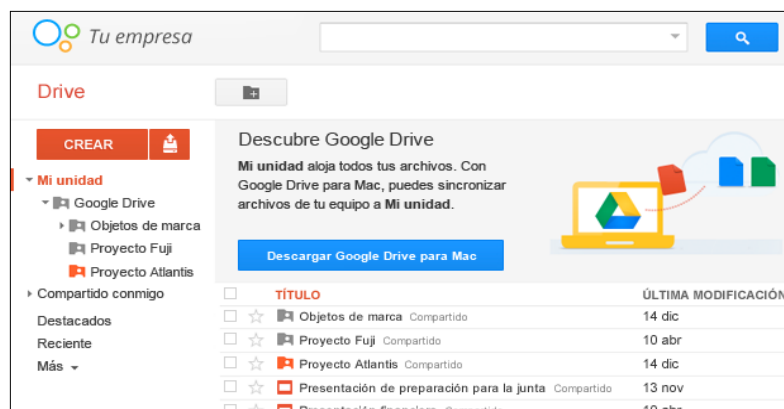 Tu empresa
Drive
CREAR
Mi unidad
Google Drive
Objetos de marca
Proyecto Fuji
Proyecto Atlantis
Compartido conmigo
Destacados
Reciente
Más
Descubre Google Drive
Mi unidad aloja todos tus archivos. Con
Google Drive para Mac, puedes sincronizar
archivos de tu equipo a Mi unidad.
Descargar Google Drive para Mac
TÍTULO ÚLTIMA MODIFICACIÓN
Objetos de marca Compartido 14 dic
Proyecto Fuji Compartido 10 abr
Proyecto Atlantis Compartido 14 dic
Presentación de preparación para la junta Compartido 13 nov